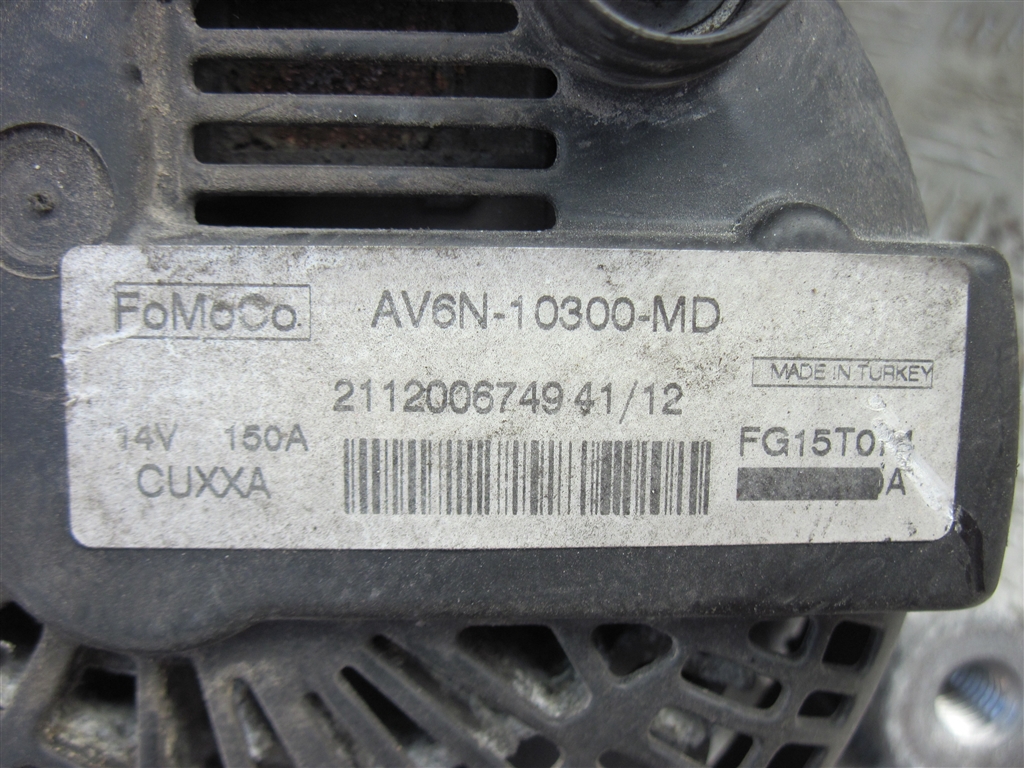 FoMoCo
AV6N-10300-MD
MADE IN TURKEY
2112006749 41/12
14V 150A
CUXXA